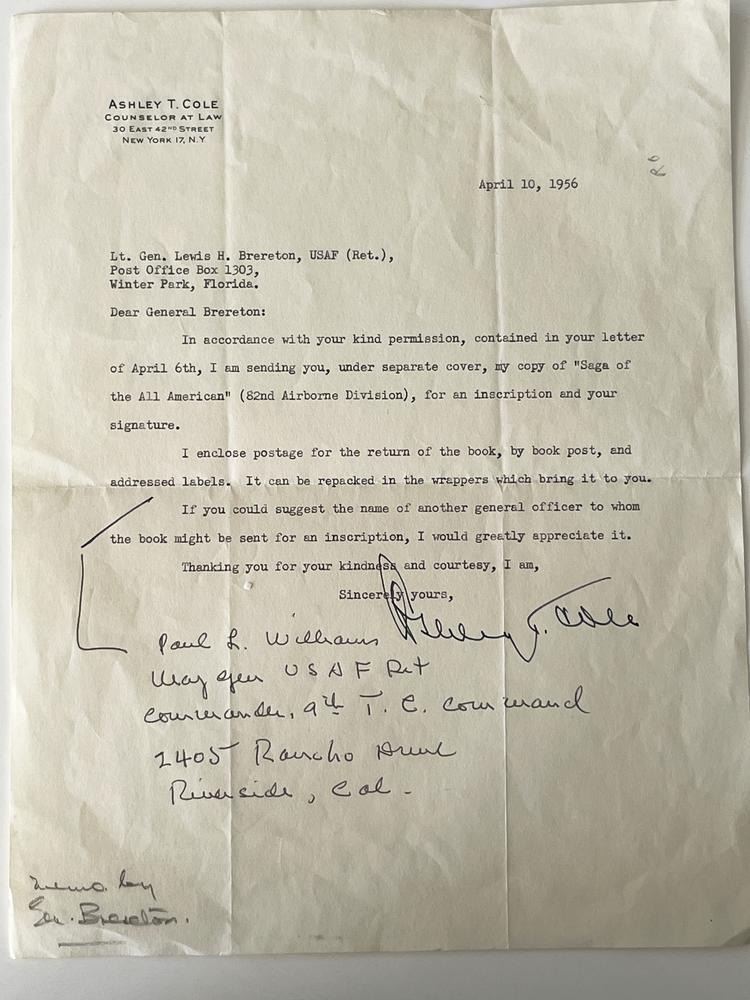 ASHLEY T. COLE
COUNSELOR AT LAW
30 EAST 42ND STREET
NEW YORK 17, N.Y.
April 10, 1956
Lt. Gen. Lewis H. Brereton, USAF (Ret.),
Post Office Box 1303,
Winter Park, Florida.
Dear General Brereton:
In accordance with your kind permission, contained in your letter
of April 6th, I am sending you, under separate cover, my copy of "Saga of
the All American" (82nd Airborne Division), for an inscription and your
signature.
I enclose postage for the return of the book, by book post, and
addressed labels. It can be repacked in the wrappers which bring it to you.
If you could suggest the name of another general officer to whom
the book might be sent for an inscription, I would greatly appreciate it.
Thanking you for your kindness and courtesy, I am,
Sincerely yours,
Ashley T. Cole
Paul L. Williams
Maj Gen USAF Ret
Commander, 9th T. C. Command
2405 Rancho
Riverside, Cal -
memo by
Gen. Brereton.